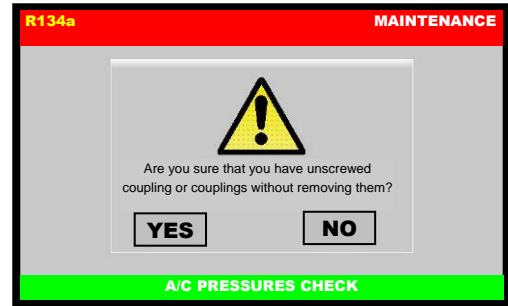 R134a MAINTENANCE
Are you sure that you have unscrewed
coupling or couplings without removing them?
YES NO
A/C PRESSURES CHECK